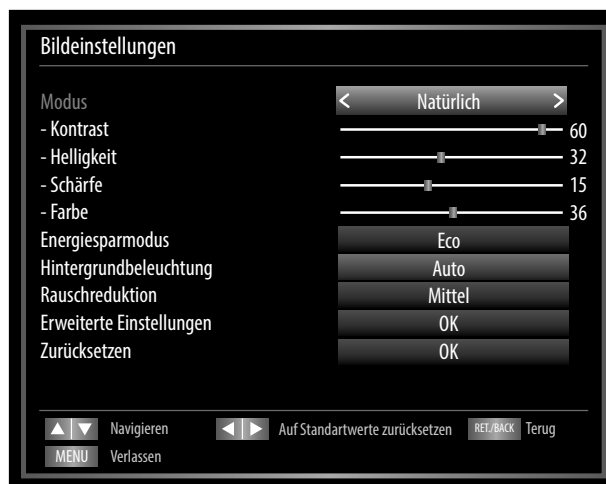 Bildeinstellungen
Modus < Natürlich >
- Kontrast 60
- Helligkeit 32
- Schärfe 15
- Farbe 36
Energiesparmodus Eco
Hintergrundbeleuchtung Auto
Rauschreduktion Mittel
Erweiterte Einstellungen OK
Zurücksetzen OK
▲ ▼ Navigieren ◀ ▶ Auf Standartwerte zurücksetzen RET./BACK Terug
MENU Verlassen